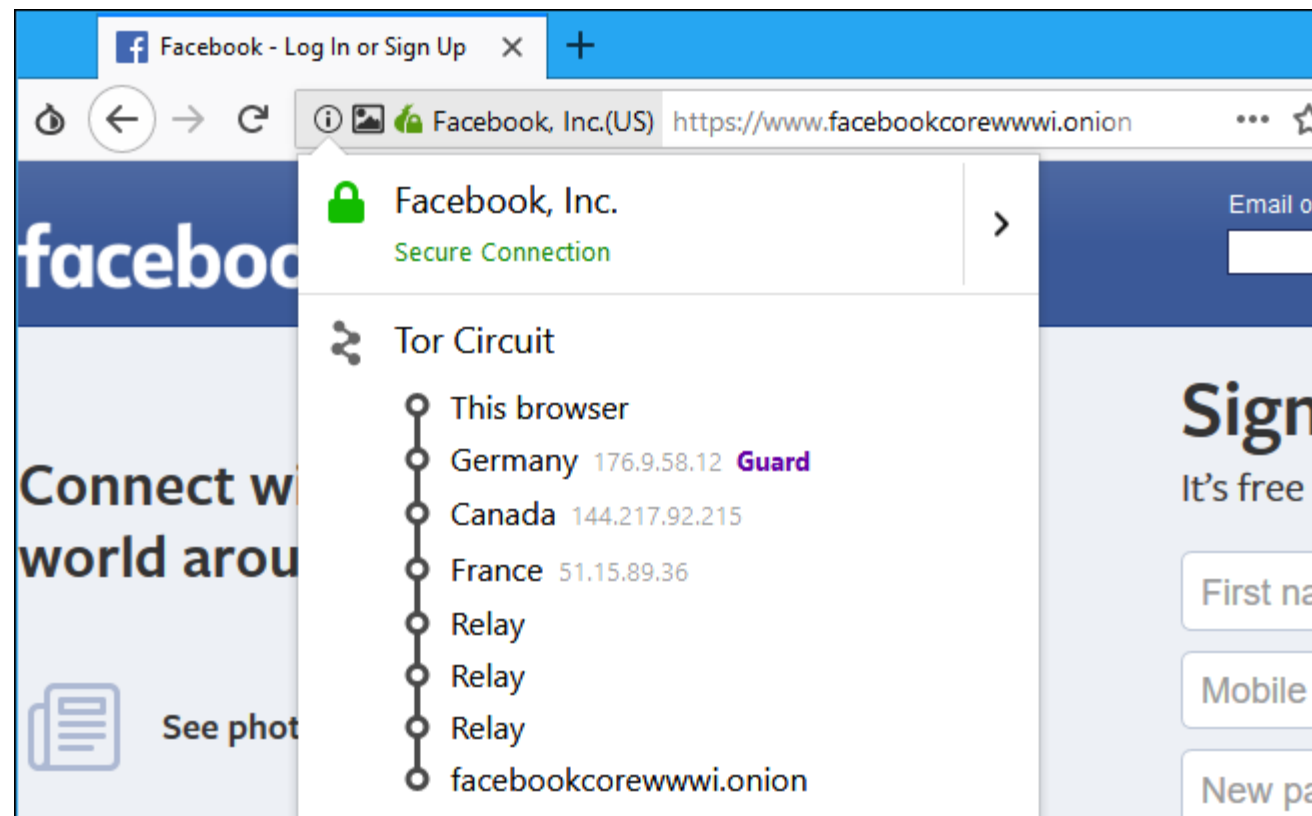 Facebook - Log In or Sign Up
Facebook, Inc.(US) https://www.facebookcorewwwi.onion
Facebook, Inc.
Secure Connection
Email o
faceboo
Tor Circuit
This browser
Germany 176.9.58.12 Guard
Canada 144.217.92.215
France 51.15.89.36
Relay
Relay
Relay
facebookcorewwwi.onion
Connect wi
world arou
See phot
Sign
It's free
First na
Mobile
New pa